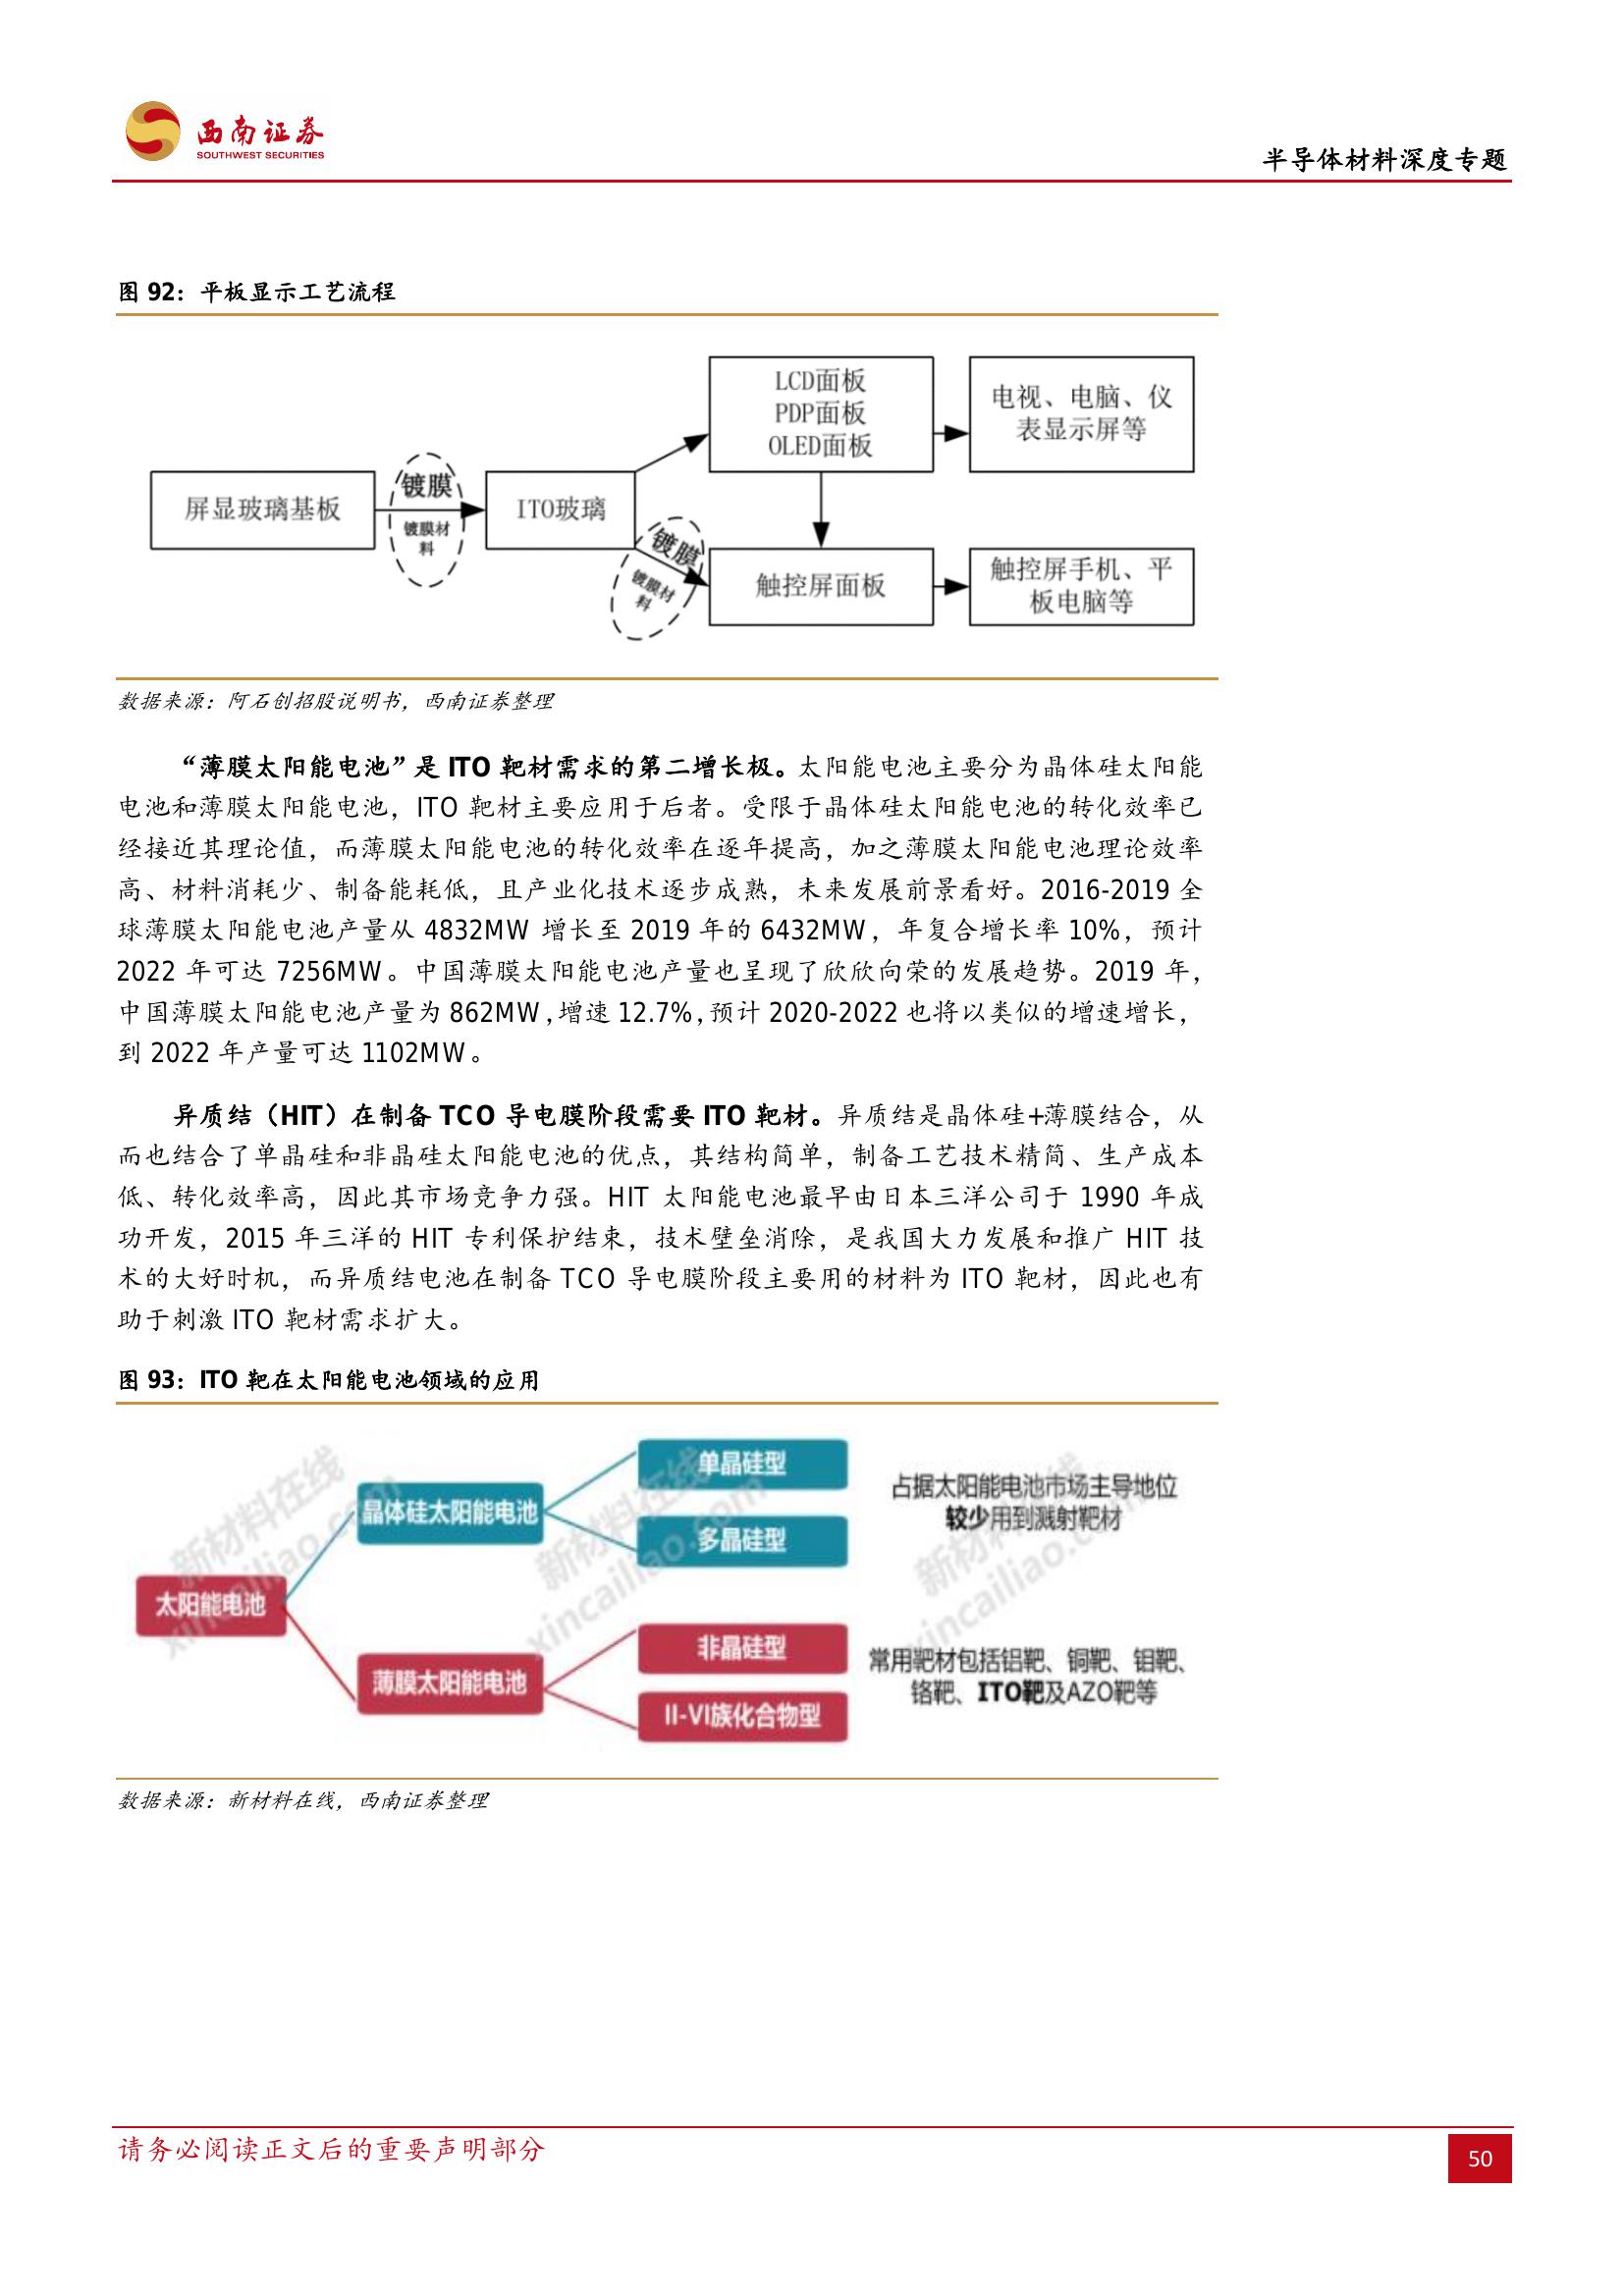 西南证券
SOUTHWEST SECURITIES
半导体材料深度专题
图 92：平板显示工艺流程
LCD面板
PDP面板
OLED面板
电视、电脑、仪
表显示屏等
屏显玻璃基板
镀膜
镀膜材
料
ITO玻璃
镀膜
镀膜材
料
触控屏面板
触控屏手机、平
板电脑等
数据来源：阿石创招股说明书，西南证券整理
“薄膜太阳能电池”是 ITO 靶材需求的第二增长极。太阳能电池主要分为晶体硅太阳能
电池和薄膜太阳能电池，ITO 靶材主要应用于后者。受限于晶体硅太阳能电池的转化效率已
经接近其理论值，而薄膜太阳能电池的转化效率在逐年提高，加之薄膜太阳能电池理论效率
高、材料消耗少、制备能耗低，且产业化技术逐步成熟，未来发展前景看好。2016-2019 全
球薄膜太阳能电池产量从 4832MW 增长至 2019 年的 6432MW，年复合增长率 10%，预计
2022 年可达 7256MW。中国薄膜太阳能电池产量也呈现了欣欣向荣的发展趋势。2019 年，
中国薄膜太阳能电池产量为 862MW，增速 12.7%，预计 2020-2022 也将以类似的增速增长，
到 2022 年产量可达 1102MW。
异质结（HIT）在制备 TCO 导电膜阶段需要 ITO 靶材。异质结是晶体硅+薄膜结合，从
而也结合了单晶硅和非晶硅太阳能电池的优点，其结构简单，制备工艺技术精简、生产成本
低、转化效率高，因此其市场竞争力强。HIT 太阳能电池最早由日本三洋公司于 1990 年成
功开发，2015 年三洋的 HIT 专利保护结束，技术壁垒消除，是我国大力发展和推广 HIT 技
术的大好时机，而异质结电池在制备 TCO 导电膜阶段主要用的材料为 ITO 靶材，因此也有
助于刺激 ITO 靶材需求扩大。
图 93：ITO 靶在太阳能电池领域的应用
太阳能电池
晶体硅太阳能电池
单晶硅型
多晶硅型
占据太阳能电池市场主导地位
较少用到溅射靶材
薄膜太阳能电池
非晶硅型
II-VI族化合物型
常用靶材包括铝靶、铜靶、钼靶、
铬靶、ITO靶及AZO靶等
新材料在线
xincailiao.com
新材料在线
xincailiao.com
新材料在线
xincailiao.com
数据来源：新材料在线，西南证券整理
请务必阅读正文后的重要声明部分
50